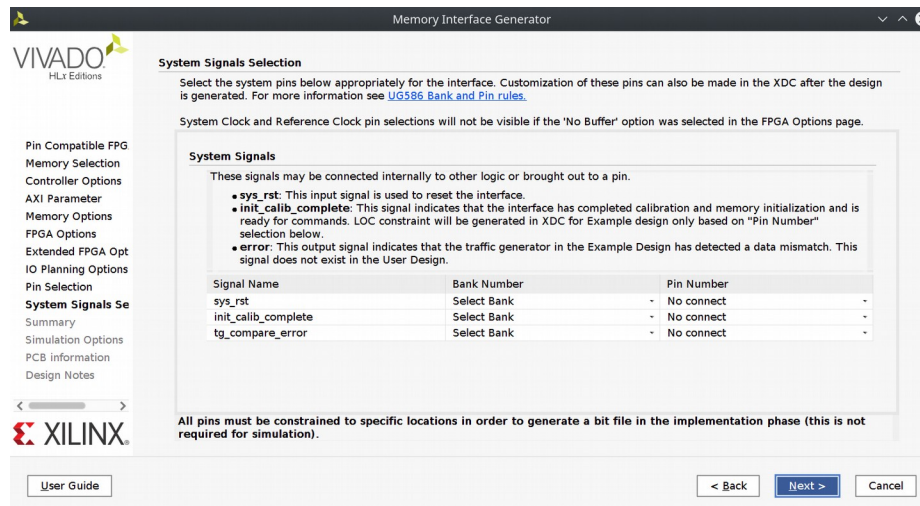 Memory Interface Generator
VIVADO.
HLx Editions
Pin Compatible FPG
Memory Selection
Controller Options
AXI Parameter
Memory Options
FPGA Options
Extended FPGA Opt
IO Planning Options
Pin Selection
System Signals Se
Summary
Simulation Options
PCB information
Design Notes
XILINX.
System Signals Selection
Select the system pins below appropriately for the interface. Customization of these pins can also be made in the XDC after the design
is generated. For more information see UG586 Bank and Pin rules.
System Clock and Reference Clock pin selections will not be visible if the 'No Buffer' option was selected in the FPGA Options page.
System Signals
These signals may be connected internally to other logic or brought out to a pin.
• sys_rst: This input signal is used to reset the interface.
• init_calib_complete: This signal indicates that the interface has completed calibration and memory initialization and is
ready for commands. LOC constraint will be generated in XDC for Example design only based on "Pin Number"
selection below.
• error: This output signal indicates that the traffic generator in the Example Design has detected a data mismatch. This
signal does not exist in the User Design.
Signal Name Bank Number Pin Number
sys_rst Select Bank No connect
init_calib_complete Select Bank No connect
tg_compare_error Select Bank No connect
All pins must be constrained to specific locations in order to generate a bit file in the implementation phase (this is not
required for simulation).
User Guide < Back Next > Cancel